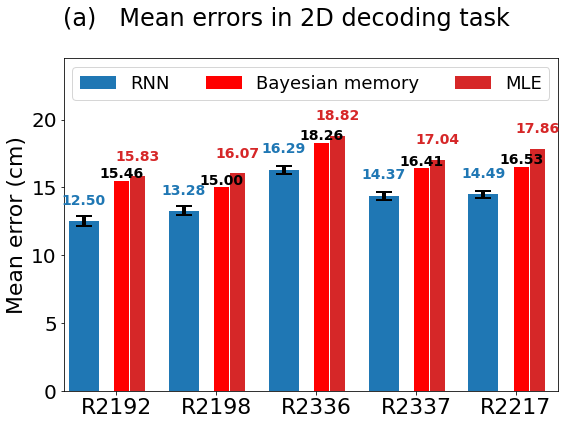 (a) Mean errors in 2D decoding task
RNN Bayesian memory MLE
Mean error (cm)
20
15
10
5
0
12.50 15.46 15.83
13.28 15.00 16.07
16.29 18.26 18.82
14.37 16.41 17.04
14.49 16.53 17.86
R2192 R2198 R2336 R2337 R2217